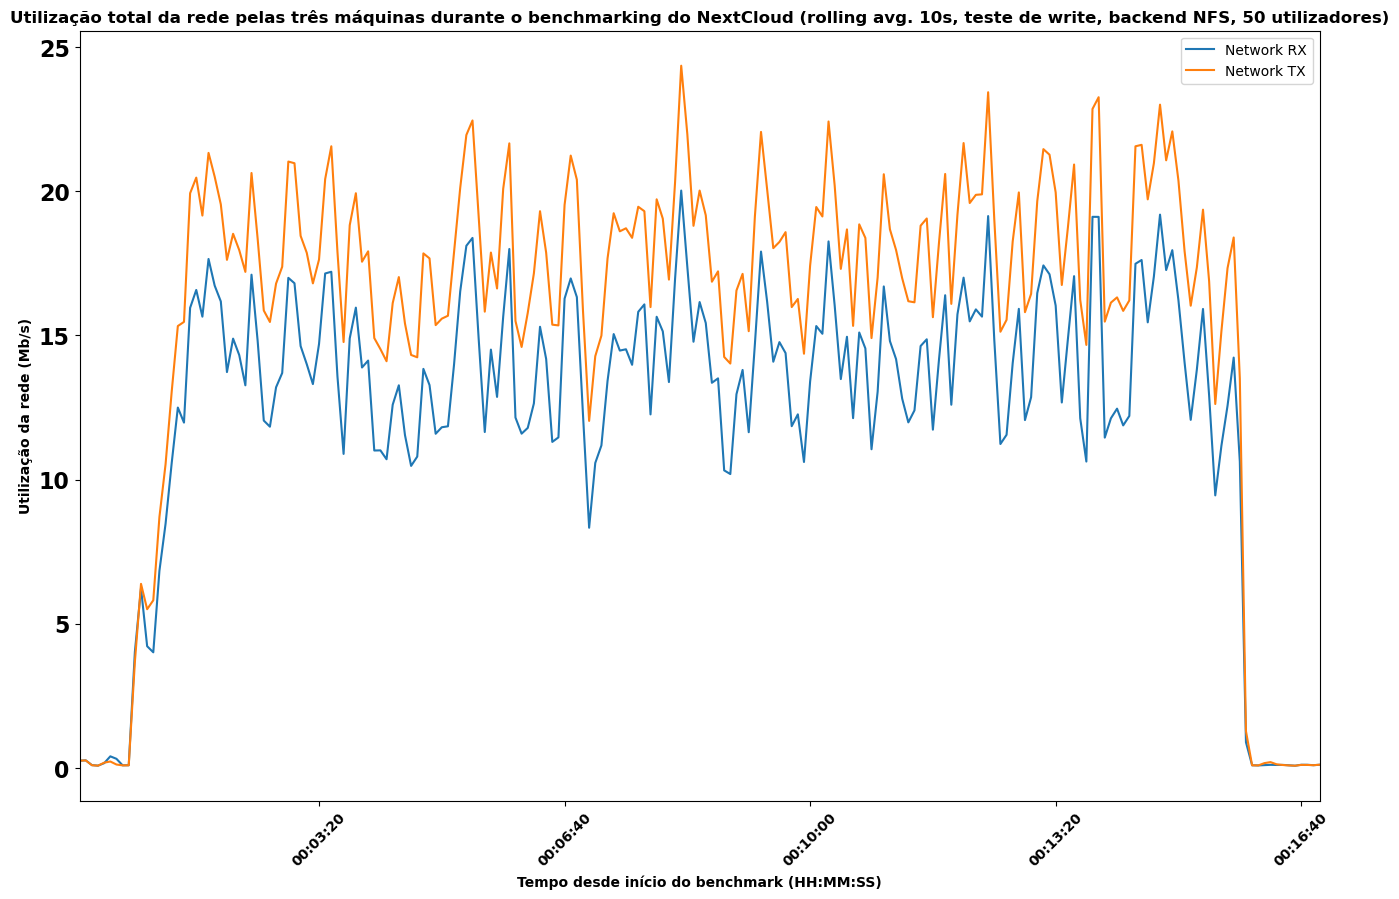 Utilização total da rede pelas três máquinas durante o benchmarking do NextCloud (rolling avg. 10s, teste de write, backend NFS, 50 utilizadores)
Network RX
Network TX
Utilização da rede (Mb/s)
25
20
15
10
5
0
00:03:20
00:06:40
00:10:00
00:13:20
00:16:40
Tempo desde início do benchmark (HH:MM:SS)